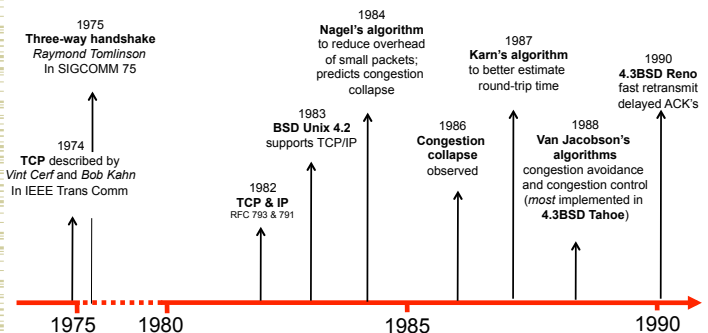 1975
Three-way handshake
Raymond Tomlinson
In SIGCOMM 75
1974
TCP described by
Vint Cerf and Bob Kahn
In IEEE Trans Comm
1982
TCP & IP
RFC 793 & 791
1983
BSD Unix 4.2
supports TCP/IP
1984
Nagel's algorithm
to reduce overhead
of small packets;
predicts congestion
collapse
1986
Congestion
collapse
observed
1987
Karn's algorithm
to better estimate
round-trip time
1988
Van Jacobson's
algorithms
congestion avoidance
and congestion control
(most implemented in
4.3BSD Tahoe)
1990
4.3BSD Reno
fast retransmit
delayed ACK's
1975
1980
1985
1990